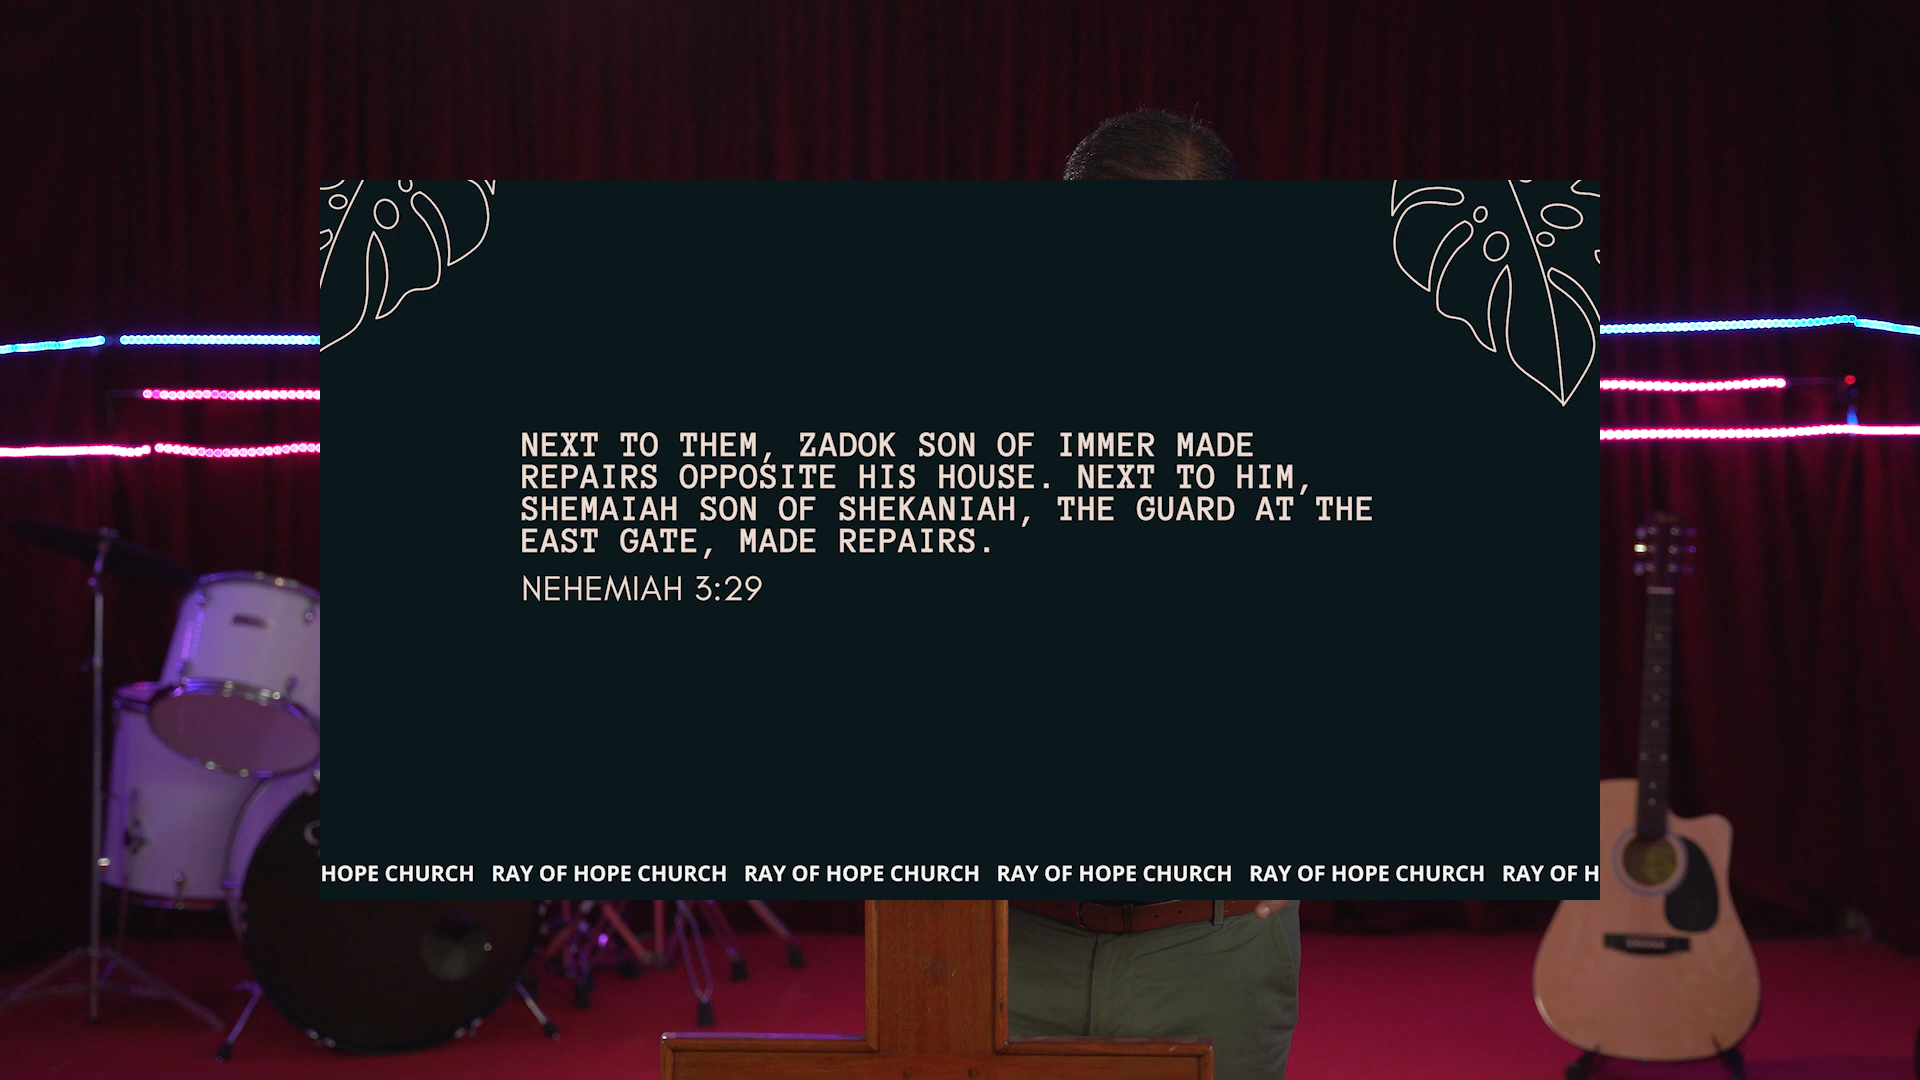 NEXT TO THEM, ZADOK SON OF IMMER MADE
REPAIRS OPPOSITE HIS HOUSE. NEXT TO HIM,
SHEMAIAH SON OF SHEKANIAH, THE GUARD AT THE
EAST GATE, MADE REPAIRS.
NEHEMIAH 3:29
HOPE CHURCH RAY OF HOPE CHURCH RAY OF HOPE CHURCH RAY OF HOPE CHURCH RAY OF HOPE CHURCH RAY OF H